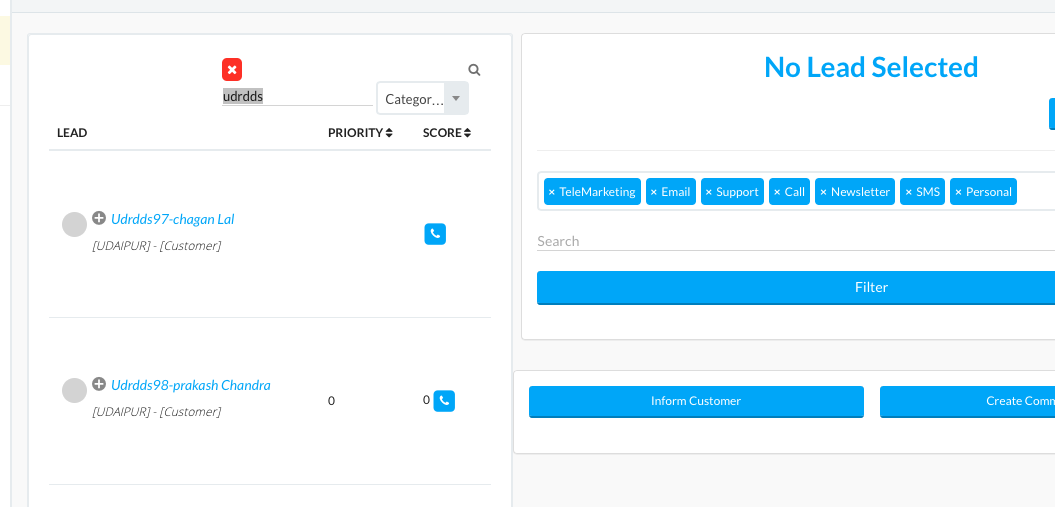 udrdds
Categor...
LEAD PRIORITY SCORE
Udrdds97-chagan Lal
[UDAIPUR] - [Customer]
Udrdds98-prakash Chandra
[UDAIPUR] - [Customer]
0
0
No Lead Selected
× TeleMarketing × Email × Support × Call × Newsletter × SMS × Personal
Search
Filter
Inform Customer
Create Comm